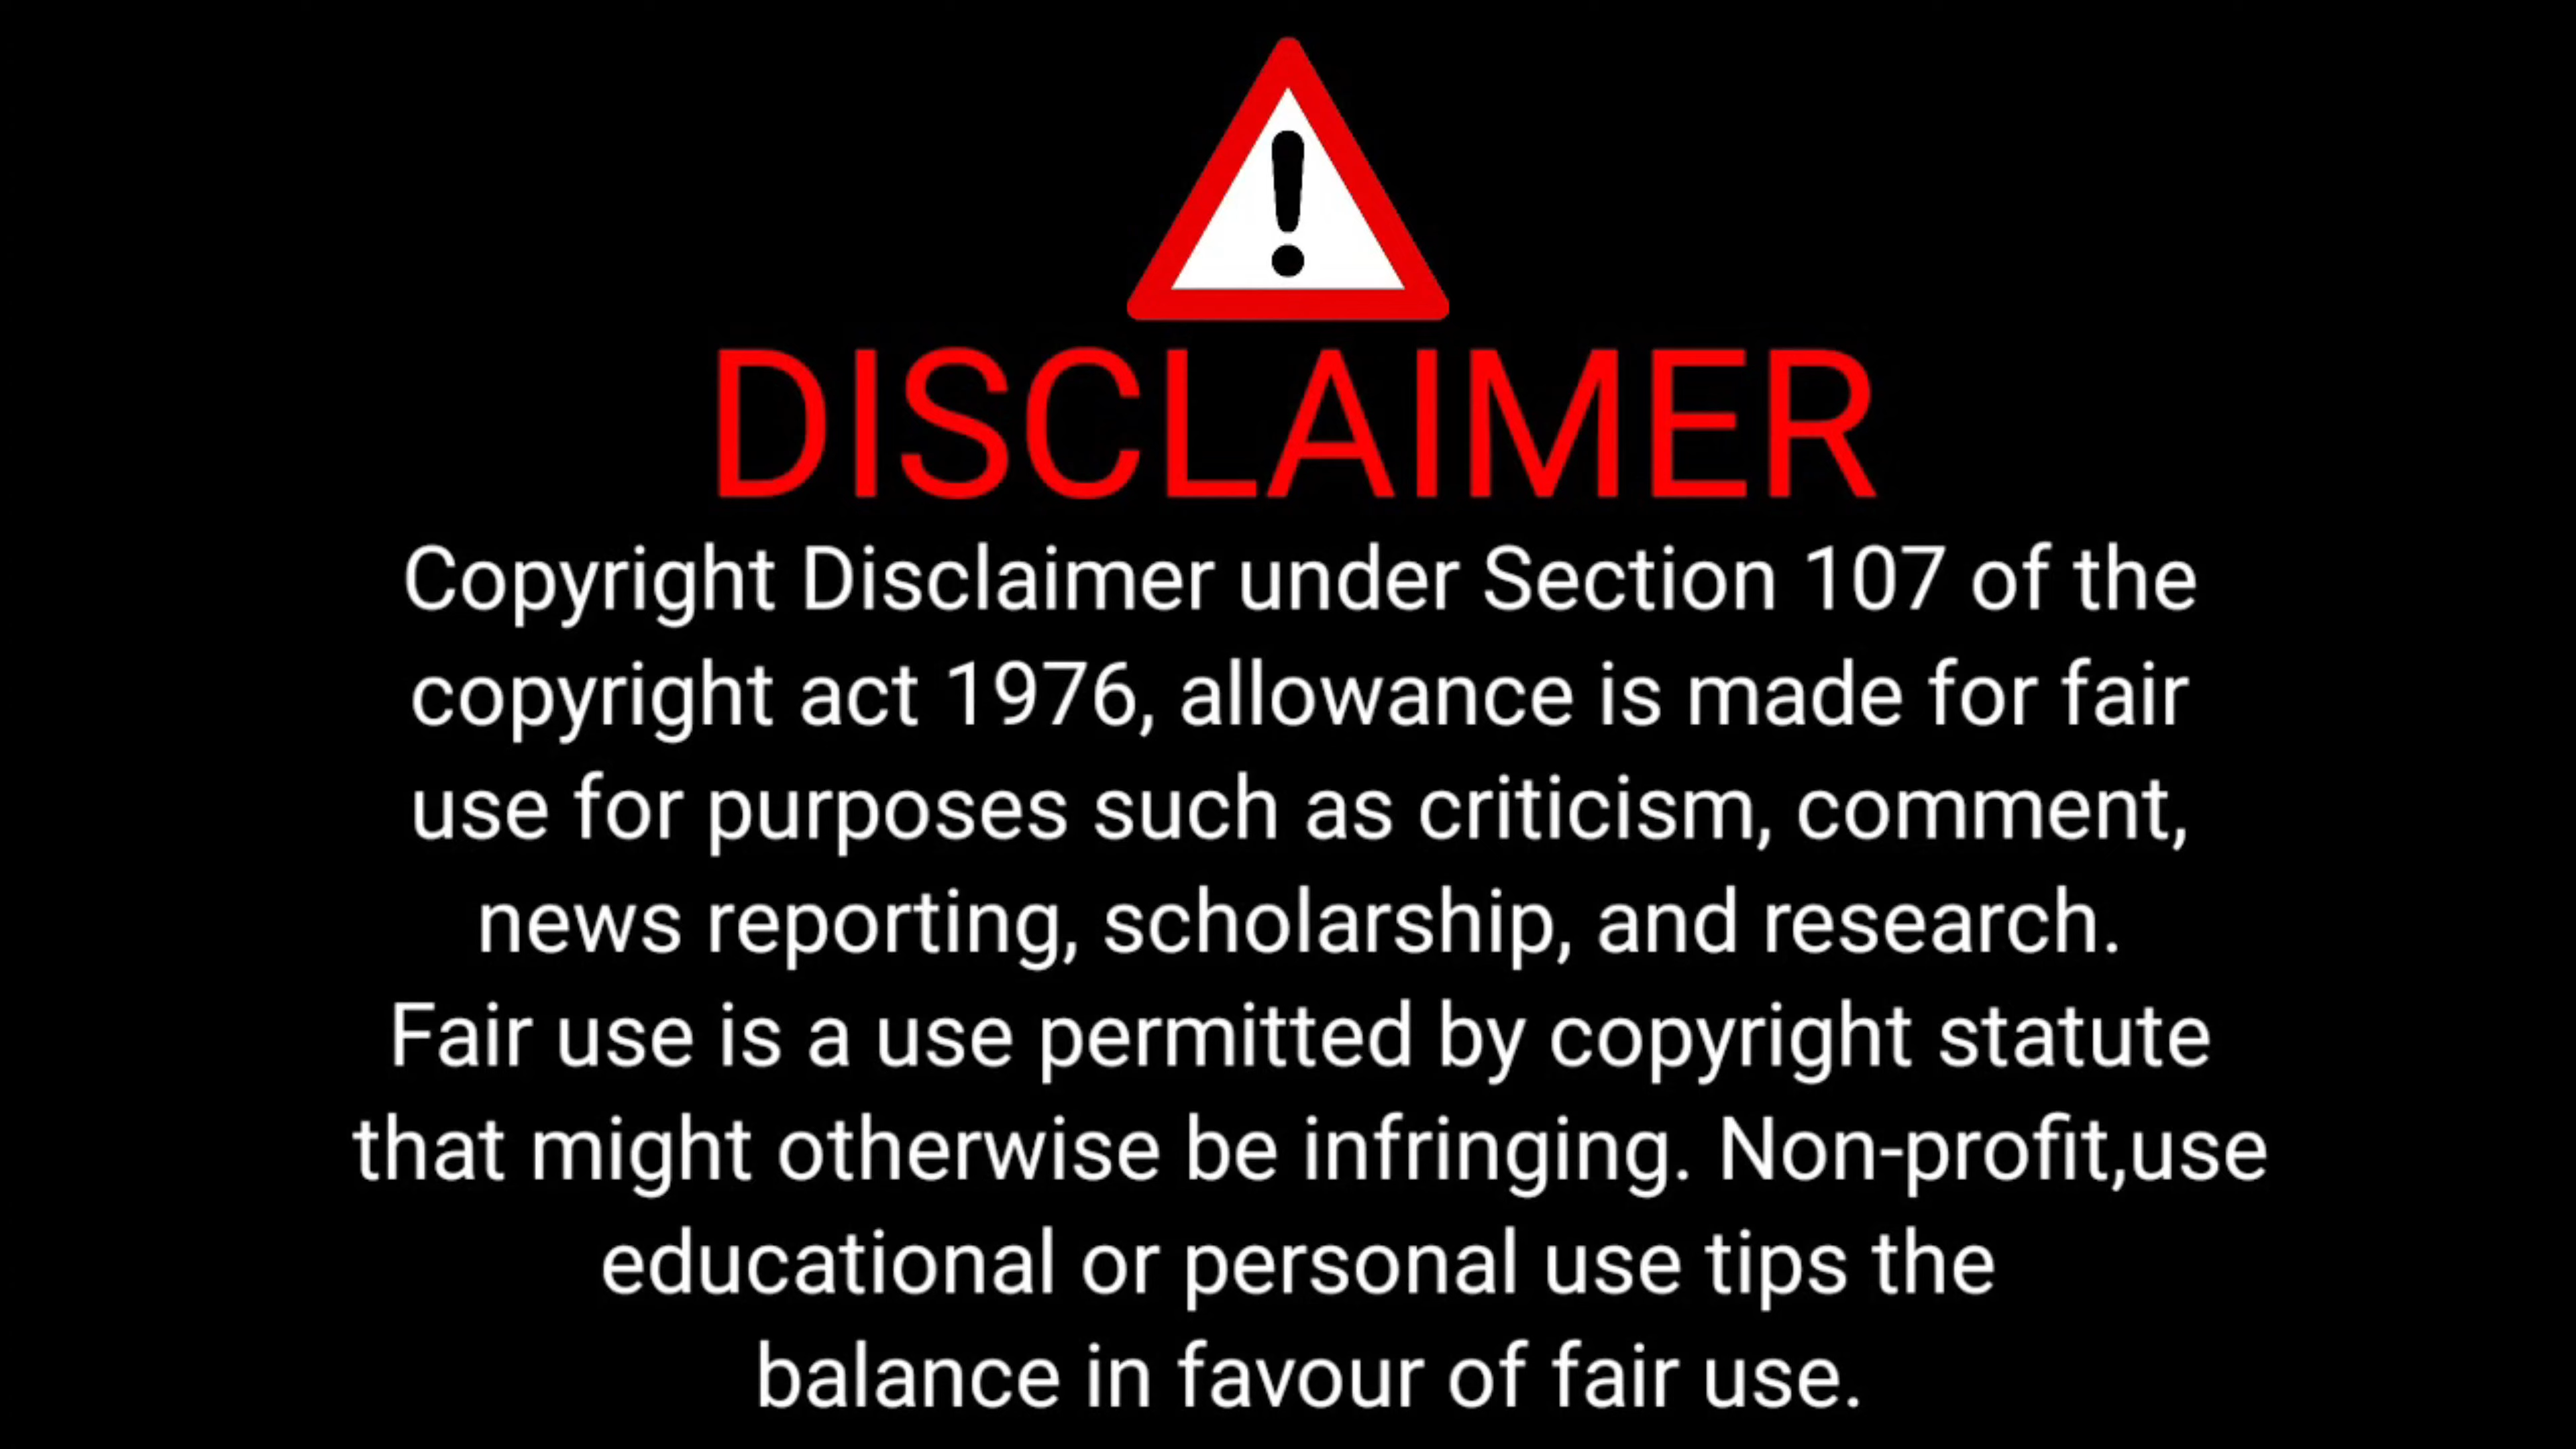 DISCLAIMER
Copyright Disclaimer under Section 107 of the
copyright act 1976, allowance is made for fair
use for purposes such as criticism, comment,
news reporting, scholarship, and research.
Fair use is a use permitted by copyright statute
that might otherwise be infringing. Non-profit,use
educational or personal use tips the
balance in favour of fair use.